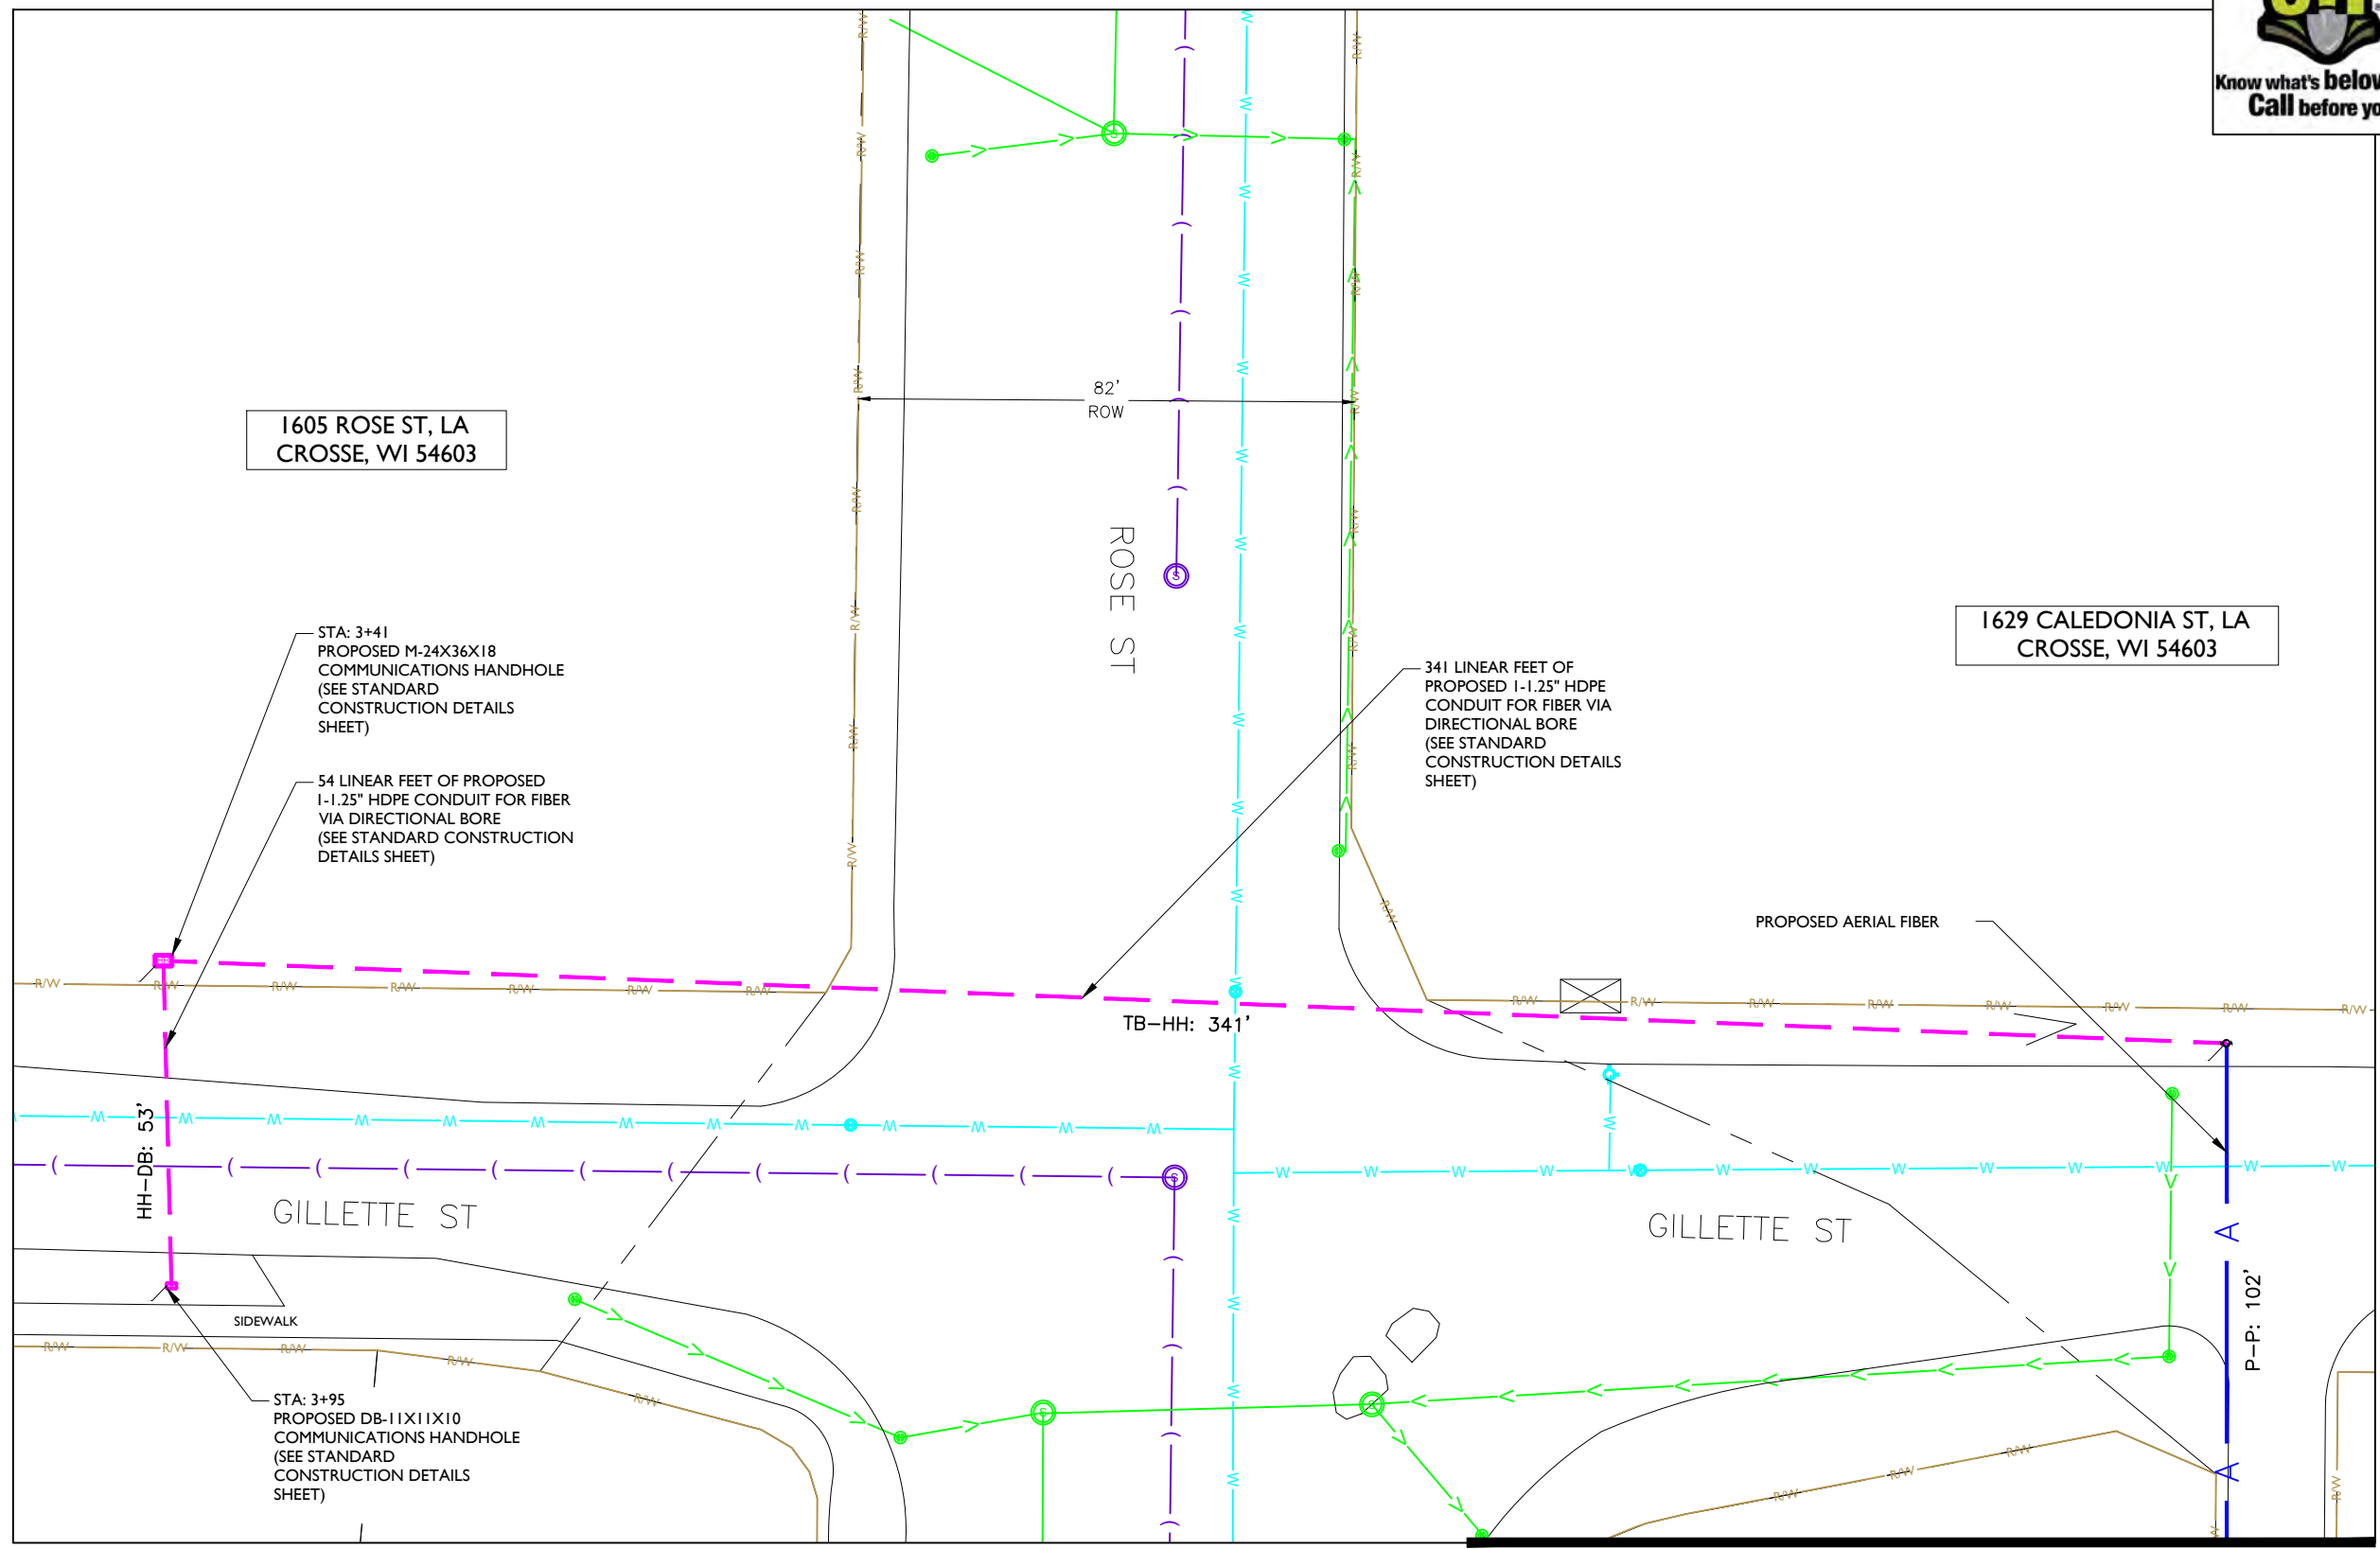 Know what's below
Call before yo
82'
ROW
1605 ROSE ST, LA
CROSSE, WI 54603
ROSE ST
1629 CALEDONIA ST, LA
CROSSE, WI 54603
STA: 3+41
PROPOSED M-24X36X18
COMMUNICATIONS HANDHOLE
(SEE STANDARD
CONSTRUCTION DETAILS
SHEET)
341 LINEAR FEET OF
PROPOSED 1-1.25" HDPE
CONDUIT FOR FIBER VIA
DIRECTIONAL BORE
(SEE STANDARD
CONSTRUCTION DETAILS
SHEET)
54 LINEAR FEET OF PROPOSED
1-1.25" HDPE CONDUIT FOR FIBER
VIA DIRECTIONAL BORE
(SEE STANDARD CONSTRUCTION
DETAILS SHEET)
PROPOSED AERIAL FIBER
TB-HH: 341'
HH-DB: 53'
GILLETTE ST
GILLETTE ST
P-P: 102'
SIDEWALK
STA: 3+95
PROPOSED DB-11X11X10
COMMUNICATIONS HANDHOLE
(SEE STANDARD
CONSTRUCTION DETAILS
SHEET)
R/W
W
S
A
A